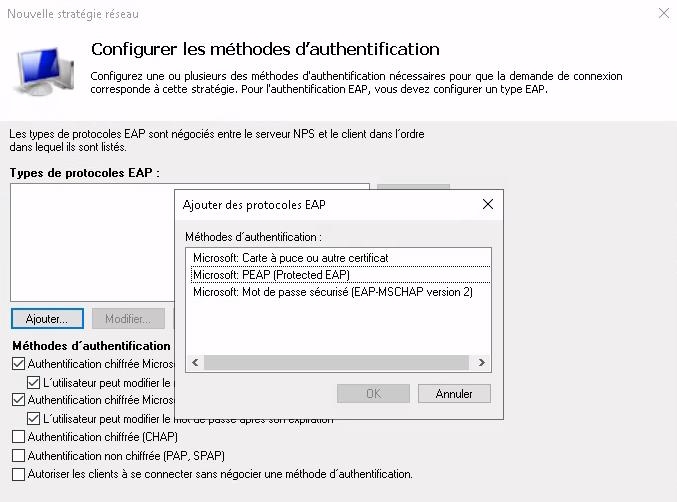 Nouvelle stratégie réseau
Configurer les méthodes d'authentification
Configurez une ou plusieurs des méthodes d'authentification nécessaires pour que la demande de connexion
corresponde à cette stratégie. Pour l'authentification EAP, vous devez configurer un type EAP.
Les types de protocoles EAP sont négociés entre le serveur NPS et le client dans l'ordre
dans lequel ils sont listés.
Types de protocoles EAP :
Ajouter des protocoles EAP
Méthodes d'authentification :
Microsoft: Carte à puce ou autre certificat
Microsoft: PEAP (Protected EAP)
Microsoft: Mot de passe sécurisé (EAP-MSCHAP version 2)
OK
Annuler
Ajouter...
Modifier...
Méthodes d'authentification
Authentification chiffrée Micros
L'utilisateur peut modifier le
Authentification chiffrée Micros
L'utilisateur peut modifier le mot de passe après son expiration
Authentification chiffrée (CHAP)
Authentification non chiffrée (PAP, SPAP)
Autoriser les clients à se connecter sans négocier une méthode d'authentification.